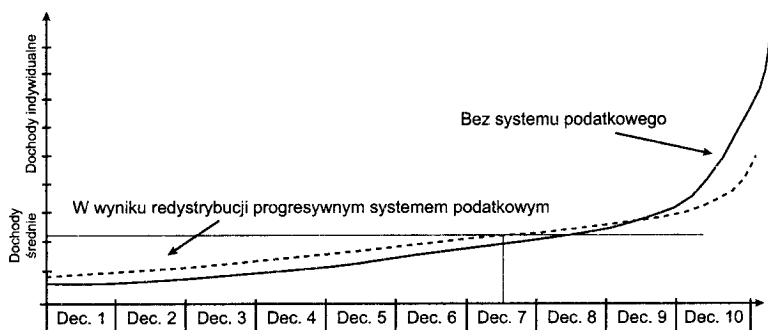 Dochody indywidualne
Bez systemu podatkowego
W wyniku redystrybucji progresywnym systemem podatkowym
Dochody
średnie
Dec. 1 Dec. 2 Dec. 3 Dec. 4 Dec. 5 Dec. 6 Dec. 7 Dec. 8 Dec. 9 Dec. 10